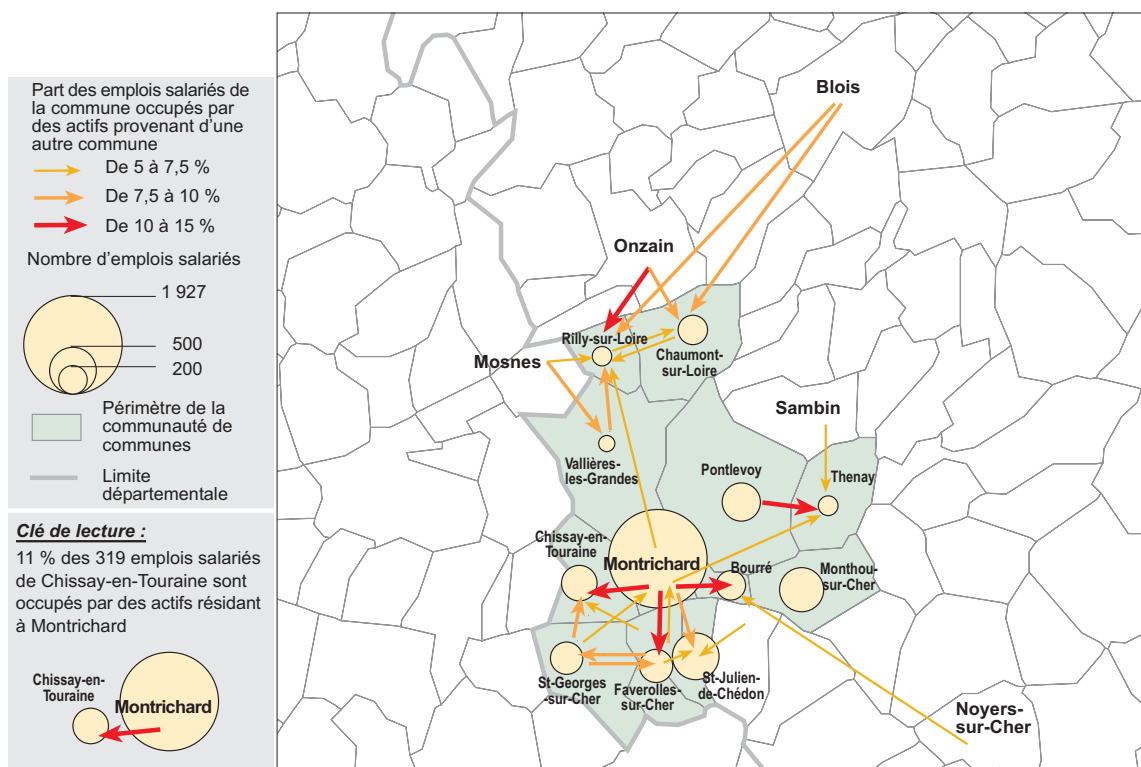 Part des emplois salariés de
la commune occupés par
des actifs provenant d'une
autre commune
De 5 à 7,5 %
De 7,5 à 10 %
De 10 à 15 %
Nombre d'emplois salariés
1 927
500
200
Périmètre de la
communauté de
communes
Limite
départementale
Clé de lecture :
11 % des 319 emplois salariés
de Chissay-en-Touraine sont
occupés par des actifs résidant
à Montrichard
Chissay-en-
Touraine
Montrichard
Blois
Onzain
Rilly-sur-Loire
Chaumont-
sur-Loire
Mosnes
Sambin
Vallières-
les-Grandes
Pontlevoy
Thenay
Chissay-en-
Touraine
Montrichard
Bourré
Monthou-
sur-Cher
St-Georges
-sur-Cher
Faverolles-
sur-Cher
St-Julien-
de-Chédon
Noyers-
sur-Cher